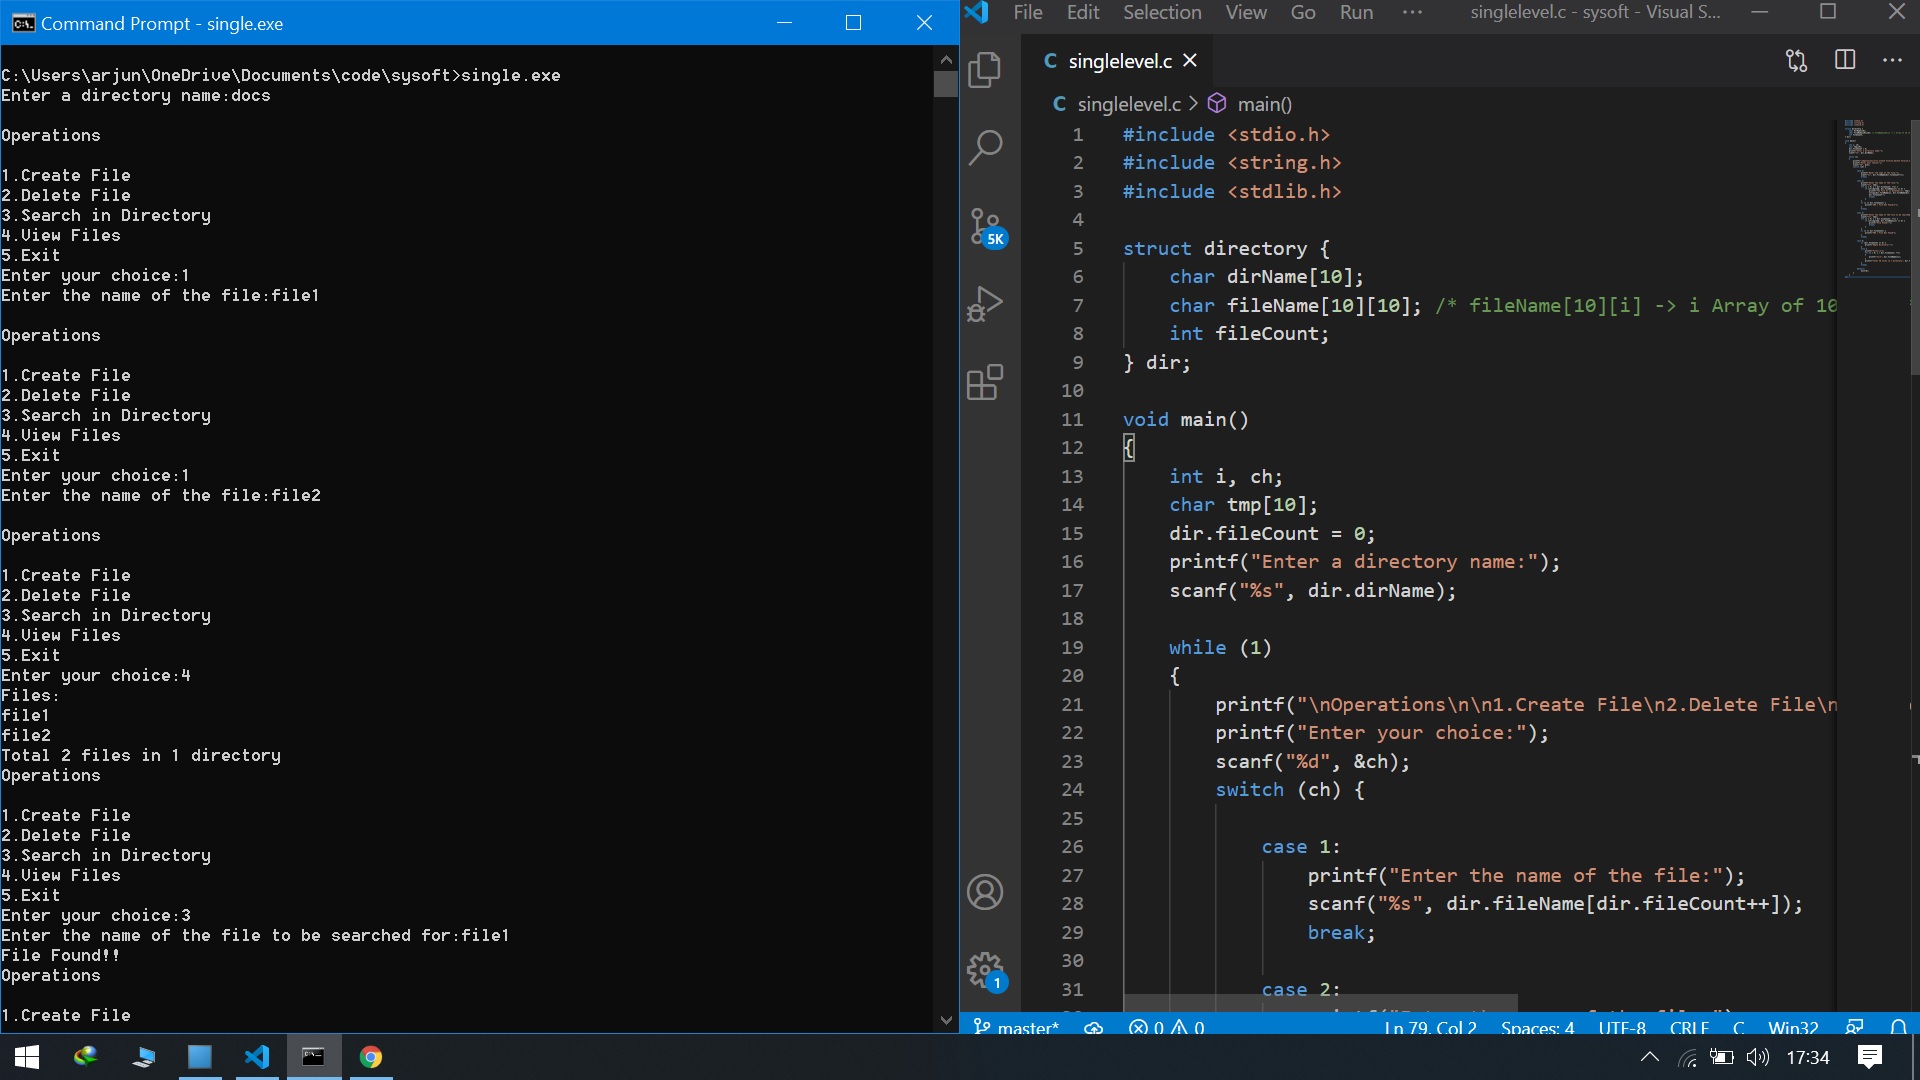 Command Prompt - single.exe
C:\Users\arjun\OneDrive\Documents\code\sysoft>single.exe
Enter a directory name:docs
Operations
1.Create File
2.Delete File
3.Search in Directory
4.View Files
5.Exit
Enter your choice:1
Enter the name of the file:file1
Operations
1.Create File
2.Delete File
3.Search in Directory
4.View Files
5.Exit
Enter your choice:1
Enter the name of the file:file2
Operations
1.Create File
2.Delete File
3.Search in Directory
4.View Files
5.Exit
Enter your choice:4
Files:
file1
file2
Total 2 files in 1 directory
Operations
1.Create File
2.Delete File
3.Search in Directory
4.View Files
5.Exit
Enter your choice:3
Enter the name of the file to be searched for:file1
File Found!!
Operations
1.Create File
File Edit Selection View Go Run ··· singlelevel.c - sysoft - Visual S...
C singlelevel.c
C singlelevel.c > main()
5K
1
1 #include <stdio.h>
2 #include <string.h>
3 #include <stdlib.h>
4
5 struct directory {
6 char dirName[10];
7 char fileName[10][10]; /* fileName[10][i] -> i Array of 10
8 int fileCount;
9 } dir;
10
11 void main()
12 {
13 int i, ch;
14 char tmp[10];
15 dir.fileCount = 0;
16 printf("Enter a directory name:");
17 scanf("%s", dir.dirName);
18
19 while (1)
20 {
21 printf("\nOperations\n\n1.Create File\n2.Delete File\n
22 printf("Enter your choice:");
23 scanf("%d", &ch);
24 switch (ch) {
25
26 case 1:
27 printf("Enter the name of the file:");
28 scanf("%s", dir.fileName[dir.fileCount++]);
29 break;
30
31 case 2:
master* 0 0 Ln 79, Col 2 Spaces: 4 UTF-8 CRLF C Win32
17:34